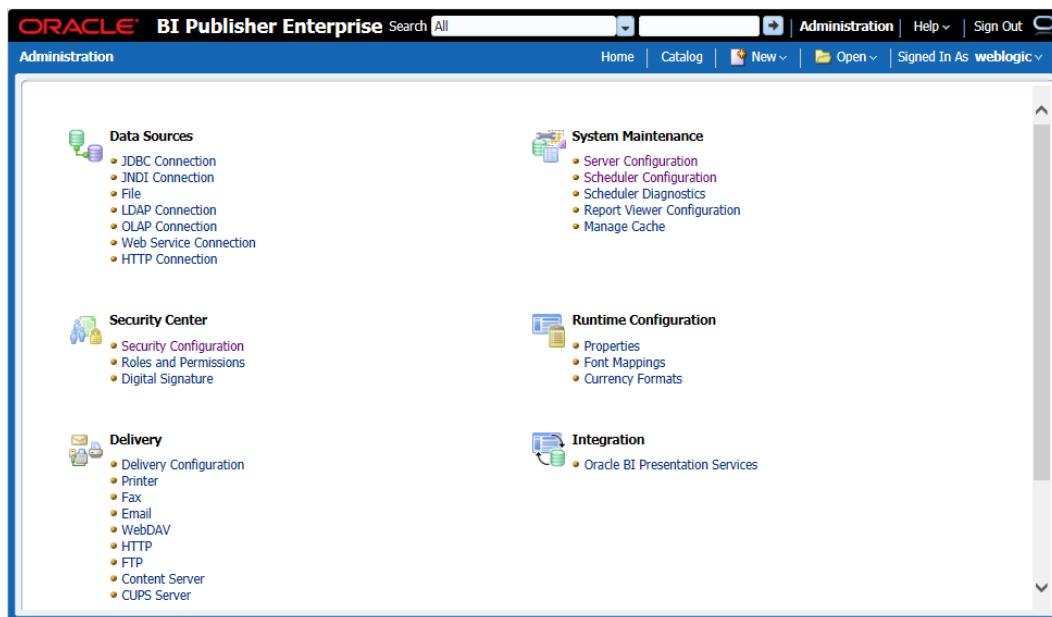 ORACLE BI Publisher Enterprise Search All Administration Help Sign Out
Administration Home Catalog New Open Signed In As weblogic
Data Sources
JDBC Connection
JNDI Connection
File
LDAP Connection
OLAP Connection
Web Service Connection
HTTP Connection
System Maintenance
Server Configuration
Scheduler Configuration
Scheduler Diagnostics
Report Viewer Configuration
Manage Cache
Security Center
Security Configuration
Roles and Permissions
Digital Signature
Runtime Configuration
Properties
Font Mappings
Currency Formats
Delivery
Delivery Configuration
Printer
Fax
Email
WebDAV
HTTP
FTP
Content Server
CUPS Server
Integration
Oracle BI Presentation Services